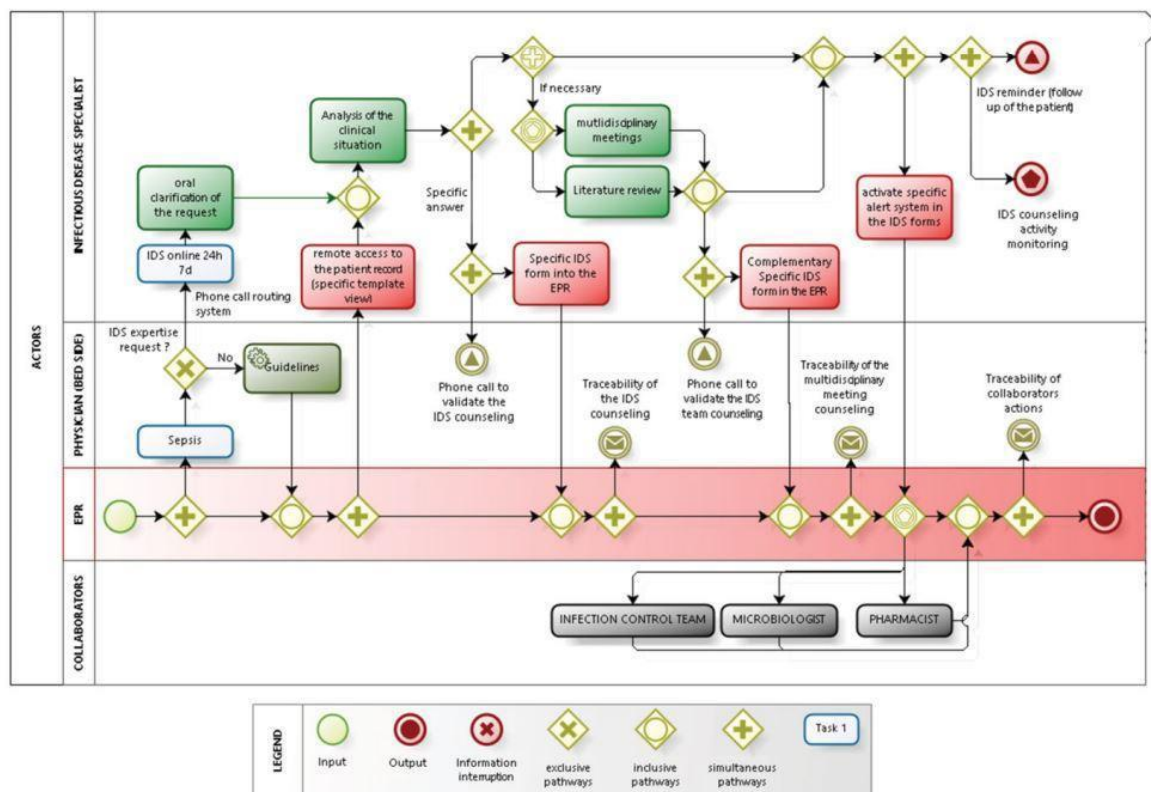 ACTORS
INFECTIOUS DISEASE SPECIALIST
If necessary
IDS reminder (follow
up of the patient)
Analysis of the
clinical
situation
mutlidisciplinary
meetings
oral
clarification of
the request
Specific
answer
Literature review
activate specific
alert system in
the IDS forms
IDS counseling
activity
monitoring
IDS online 24h
7d
remote access to
the patient record
(specific template
view)
Specific IDS
form into the
EPR
Complementary
Specific IDS
form in the EPR
Phone call routing
system
PHYSICIAN (BED SIDE)
IDS expertise
request ?
No
Guidelines
Sepsis
Phone call to
validate the
IDS counseling
Traceability of
the IDS
counseling
Phone call to
validate the IDS
team counseling
Traceability of the
multidisciplinary
meeting
counseling
Traceability of
collaborators
actions
EPR
COLLABORATORS
INFECTION CONTROL TEAM
MICROBIOLOGIST
PHARMACIST
LEGEND
Input
Output
Information
interruption
exclusive
pathways
inclusive
pathways
simultaneous
pathways
Task 1